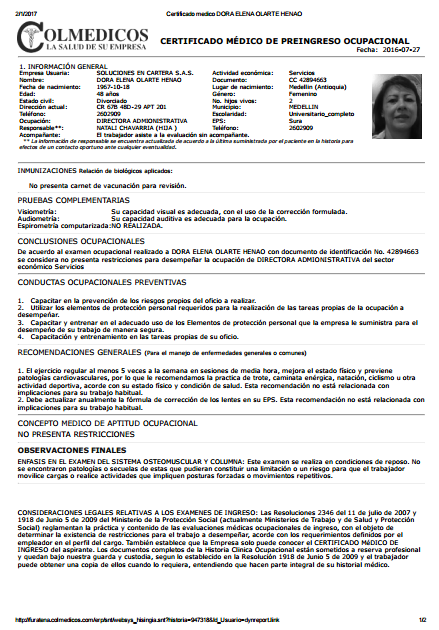 2/1/2017 Certificado medico DORA ELENA OLARTE HENAO
COLMEDICOS
LA SALUD DE SU EMPRESA
CERTIFICADO MÉDICO DE PREINGRESO OCUPACIONAL
Fecha: 2016-07-27
1. INFORMACIÓN GENERAL
Empresa Usuaria: SOLUCIONES EN CARTERA S.A.S. Actividad económica: Servicios
Nombre: DORA ELENA OLARTE HENAO Documento: CC 42894663
Fecha de nacimiento: 1967-10-18 Lugar de nacimiento: Medellin (Antioquia)
Edad: 48 años Género: Femenino
Estado civil: Divorciado No. hijos vivos: 2
Dirección actual: CR 67B 48D-29 APT 201 Municipio: MEDELLIN
Teléfono: 2602909 Escolaridad: Universitario_completo
Ocupación: DIRECTORA ADMIONISTRATIVA EPS: Sura
Responsable**: NATALI CHAVARRIA (HIJA ) Teléfono: 2602909
Acompañante: El trabajador asiste a la evaluación sin acompañante.
** La información de responsable se encuentra actualizada de acuerdo a la última suministrada por el paciente en la historia para
efectos de un contacto oportuno ante cualquier eventualidad.
INMUNIZACIONES Relación de biológicos aplicados:
No presenta carnet de vacunación para revisión.
PRUEBAS COMPLEMENTARIAS
Visiometría: Su capacidad visual es adecuada, con el uso de la corrección formulada.
Audiometría: Su capacidad auditiva es adecuada para la ocupación.
Espirometría computarizada: NO REALIZADA.
CONCLUSIONES OCUPACIONALES
De acuerdo al examen ocupacional realizado a DORA ELENA OLARTE HENAO con documento de identificación No. 42894663
se considera no presenta restricciones para desempeñar la ocupación de DIRECTORA ADMIONISTRATIVA del sector
económico Servicios
CONDUCTAS OCUPACIONALES PREVENTIVAS
1. Capacitar en la prevención de los riesgos propios del oficio a realizar.
2. Utilizar los elementos de protección personal requeridos para la realización de las tareas propias de la ocupación a
desempeñar.
3. Capacitar y entrenar en el adecuado uso de los Elementos de protección personal que la empresa le suministra para el
desempeño de su trabajo de manera segura.
4. Capacitación y entrenamiento en las tareas propias de su oficio.
RECOMENDACIONES GENERALES (Para el manejo de enfermedades generales o comunes)
1. El ejercicio regular al menos 5 veces a la semana en sesiones de media hora, mejora el estado físico y previene
patologías cardiovasculares, por lo que le recomendamos la practica de trote, caminata enérgica, natación, ciclismo u otra
actividad deportiva, acorde con su estado físico y condición de salud. Esta recomendación no está relacionada con
implicaciones para su trabajo habitual.
2. Debe actualizar anualmente la fórmula de corrección de los lentes en su EPS. Esta recomendación no está relacionada con
implicaciones para su trabajo habitual.
CONCEPTO MEDICO DE APTITUD OCUPACIONAL
NO PRESENTA RESTRICCIONES
OBSERVACIONES FINALES
ENFASIS EN EL EXAMEN DEL SISTEMA OSTEOMUSCULAR Y COLUMNA: Este examen se realiza en condiciones de reposo. No
se encontraron patologías o secuelas de estas que pudieran constituir una limitación o un riesgo para que el trabajador
movilice cargas o realice actividades que impliquen posturas forzadas o movimientos repetitivos.
CONSIDERACIONES LEGALES RELATIVAS A LOS EXAMENES DE INGRESO: Las Resoluciones 2346 del 11 de julio de 2007 y
1918 de Junio 5 de 2009 del Ministerio de la Protección Social (actualmente Ministerios de Trabajo y de Salud y Protección
Social) reglamentan la práctica y contenido de las evaluaciones médicas ocupacionales de ingreso, con el objeto de
determinar la existencia de restricciones para el trabajo a desempeñar, acorde con los requerimientos definidos por el
empleador en el perfil del cargo. También establece que la Empresa solo puede conocer el CERTIFICADO MéDICO DE
INGRESO del aspirante. Los documentos completos de la Historia Clínica Ocupacional están sometidos a reserva profesional
y quedan bajo nuestra guarda y custodia, segun lo establecido en la Resolución 1918 de Junio 5 de 2009 y el trabajador
puede obtener una copia de ellos cuando lo requiera, entendiendo que hacen parte integral de su historial médico.
http://furatena.colmedicos.com/erp/snt/websys_hisingia.snt?historia=947318&Id_Usuario=dynreport.link 1/2